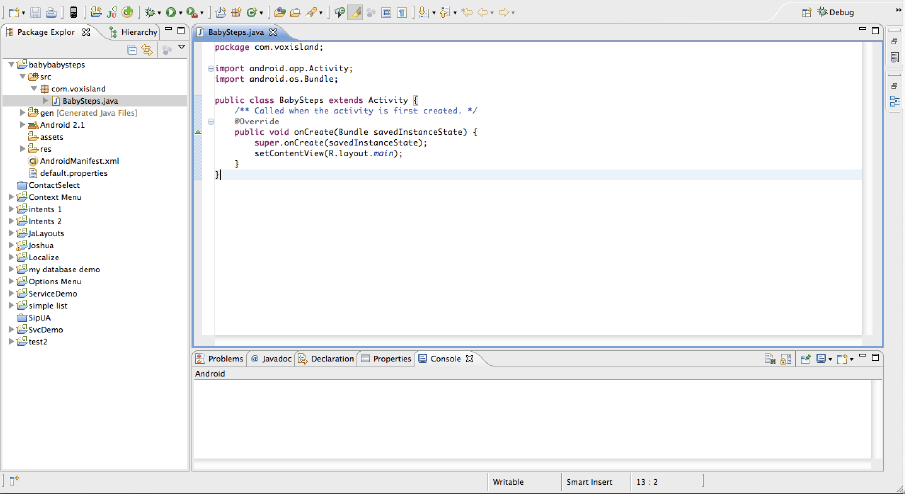 Debug
Package Explor
Hierarchy
babybabysteps
src
com.voxisland
BabySteps.java
gen [Generated Java Files]
Android 2.1
assets
res
AndroidManifest.xml
default.properties
ContactSelect
Context Menu
intents 1
Intents 2
JaLayouts
Joshua
Localize
my database demo
Options Menu
ServiceDemo
simple list
SipUA
SvcDemo
test2
BabySteps.java
package com.voxisland;
import android.app.Activity;
import android.os.Bundle;
public class BabySteps extends Activity {
/** Called when the activity is first created. */
@Override
public void onCreate(Bundle savedInstanceState) {
super.onCreate(savedInstanceState);
setContentView(R.layout.main);
}
}
Problems
@ Javadoc
Declaration
Properties
Console
Android
Writable
Smart Insert
13 : 2